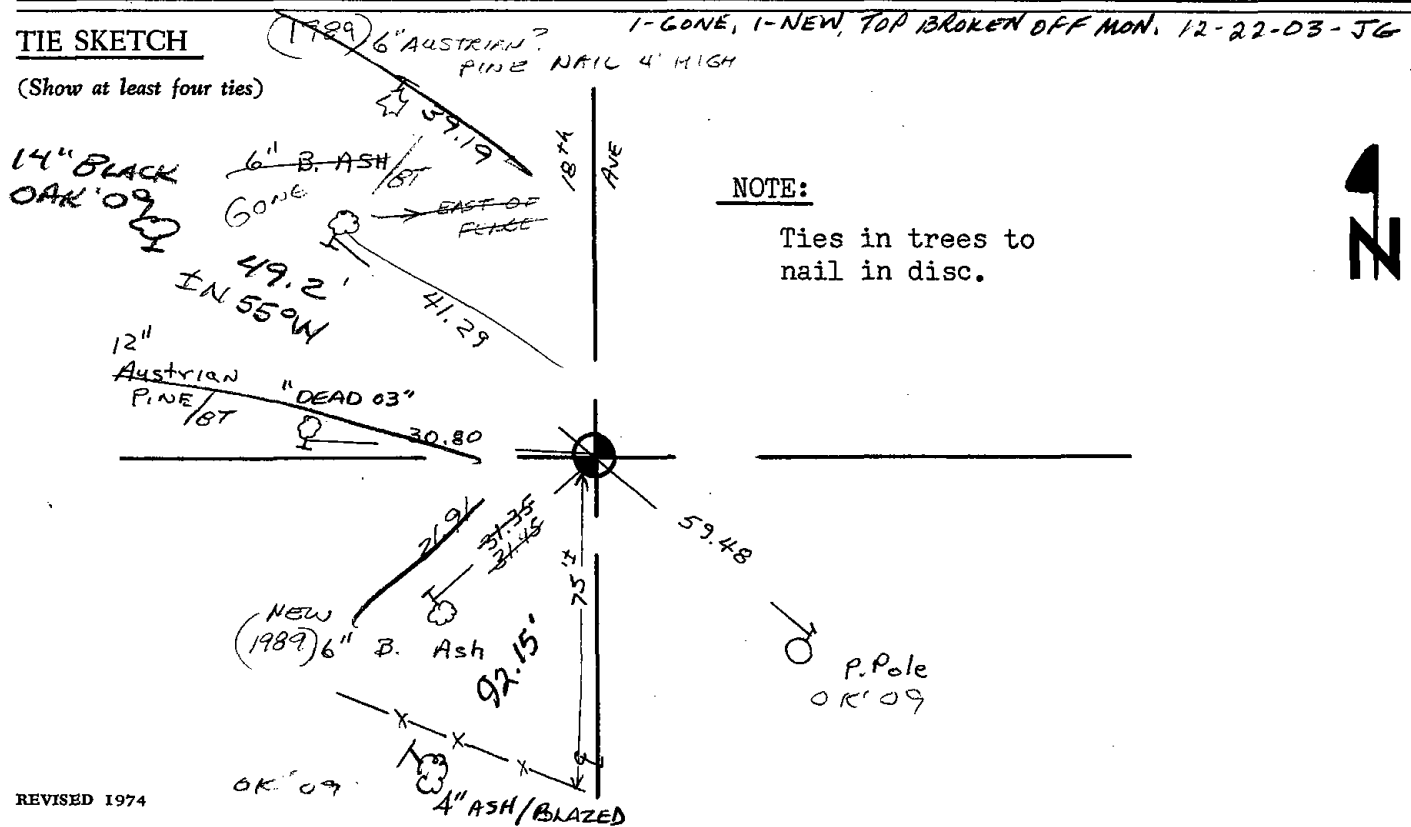 TIE SKETCH
(Show at least four ties)
(1989) 6" AUSTRIAN?
PINE NAIL 4' HIGH
1-GONE, 1-NEW, TOP BROKEN OFF MON. 12-22-03-JG
39.19
18th AVE
NOTE:
Ties in trees to
nail in disc.
N
14" BLACK
OAK '09
6" B. ASH/BT
GONE
EAST OF
49.2'
IN 55°W
41.29
12"
Austrian
PINE/BT
"DEAD 03"
30.80
21.91
31.35
31.45
75'±
59.48
NEW
(1989) 6" B. Ash
92.15'
P.Pole
OK '09
OK '09
4" ASH/BLAZED
REVISED 1974